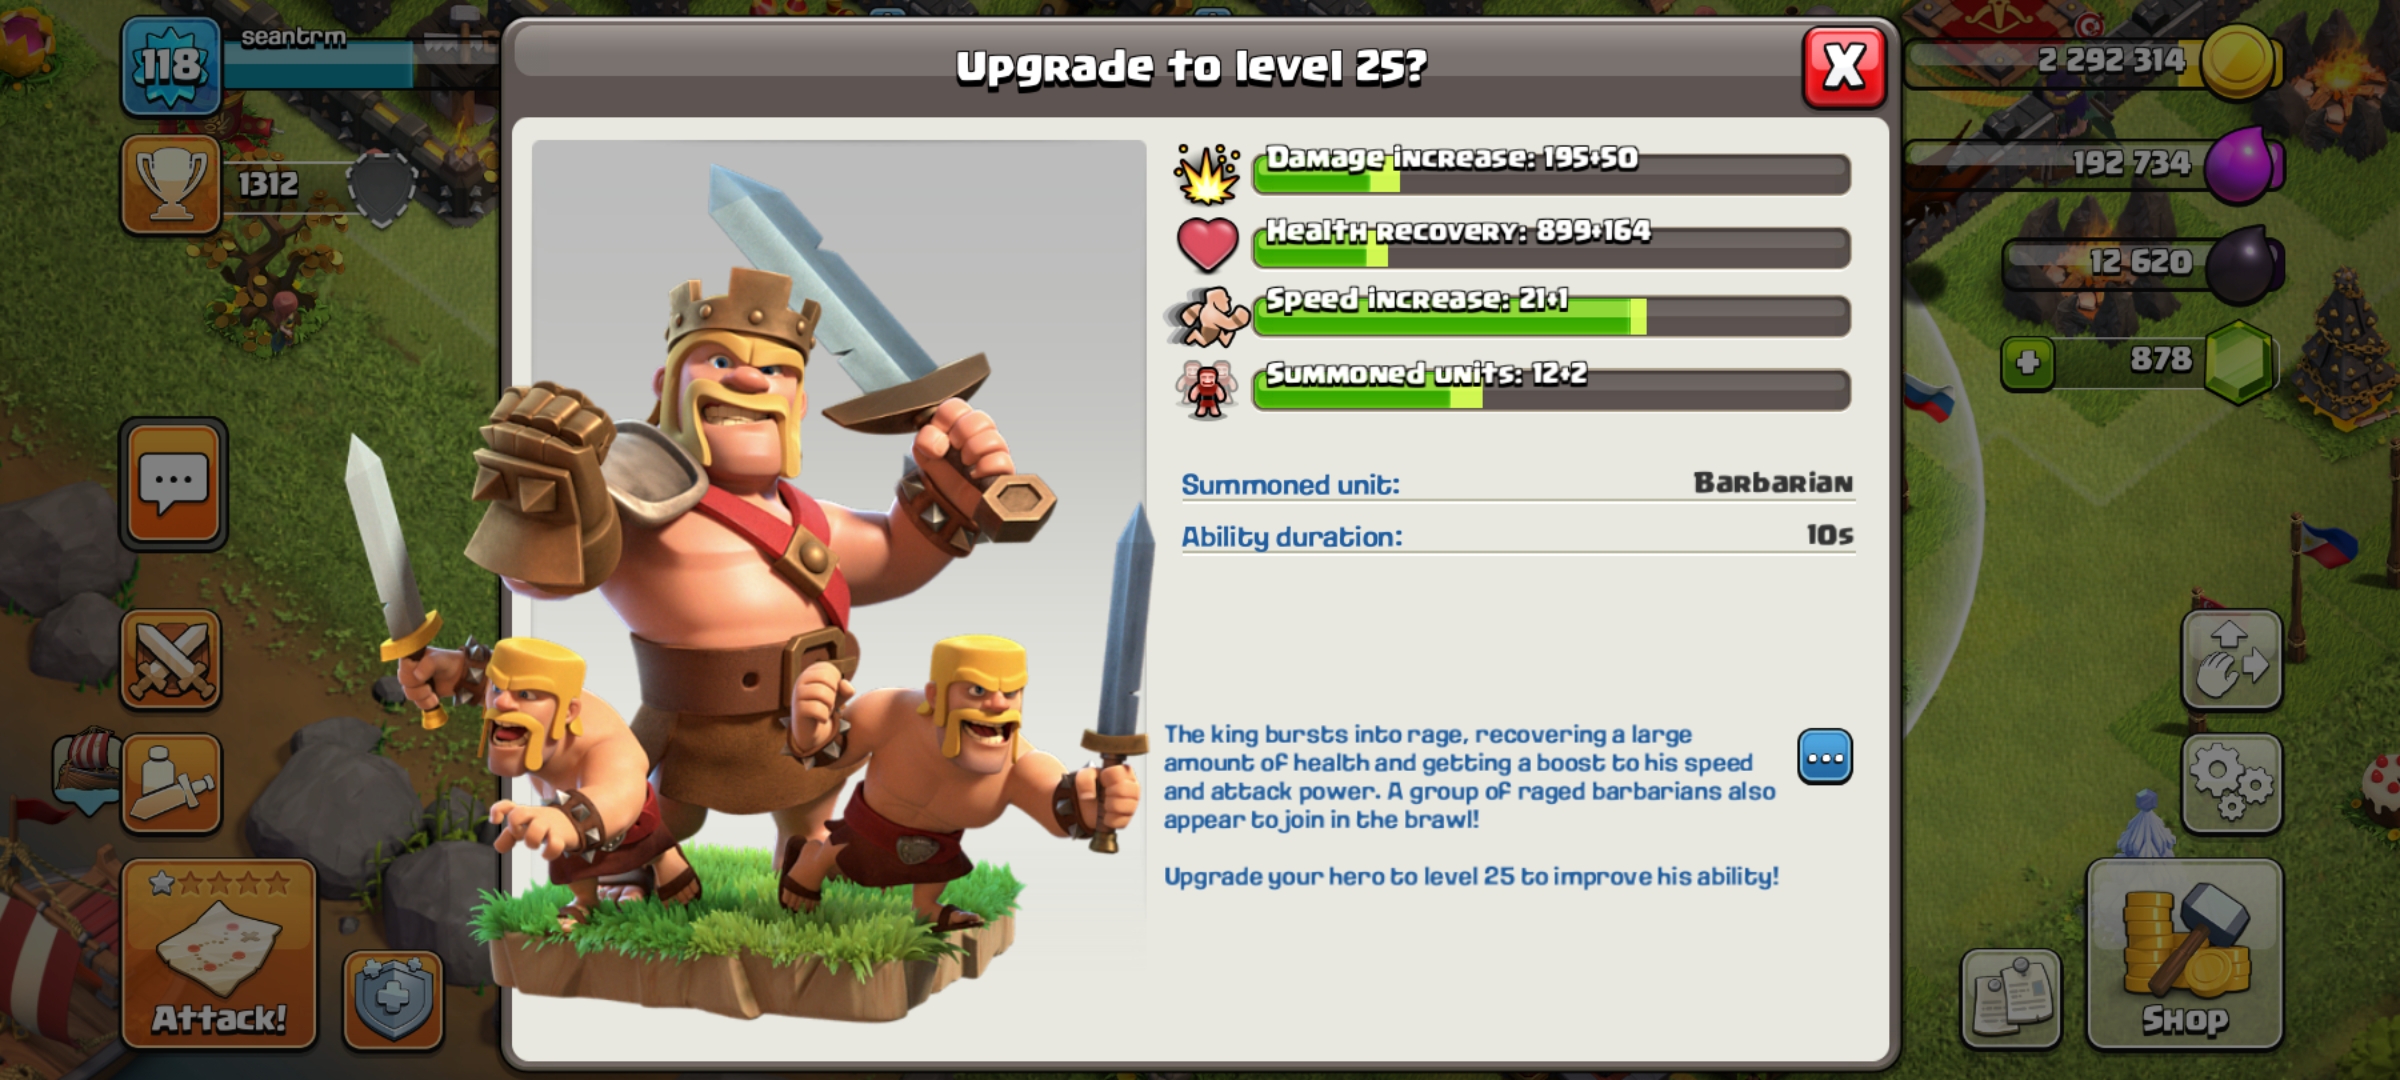 118
seantrm
1312
Attack!
Upgrade to level 25?
X
Damage increase: 195+50
Health recovery: 899+164
Speed increase: 21+1
Summoned units: 12+2
Summoned unit: Barbarian
Ability duration: 10s
The king bursts into rage, recovering a large
amount of health and getting a boost to his speed
and attack power. A group of raged barbarians also
appear to join in the brawl!
Upgrade your hero to level 25 to improve his ability!
2 292 314
192 734
12 620
878
Shop